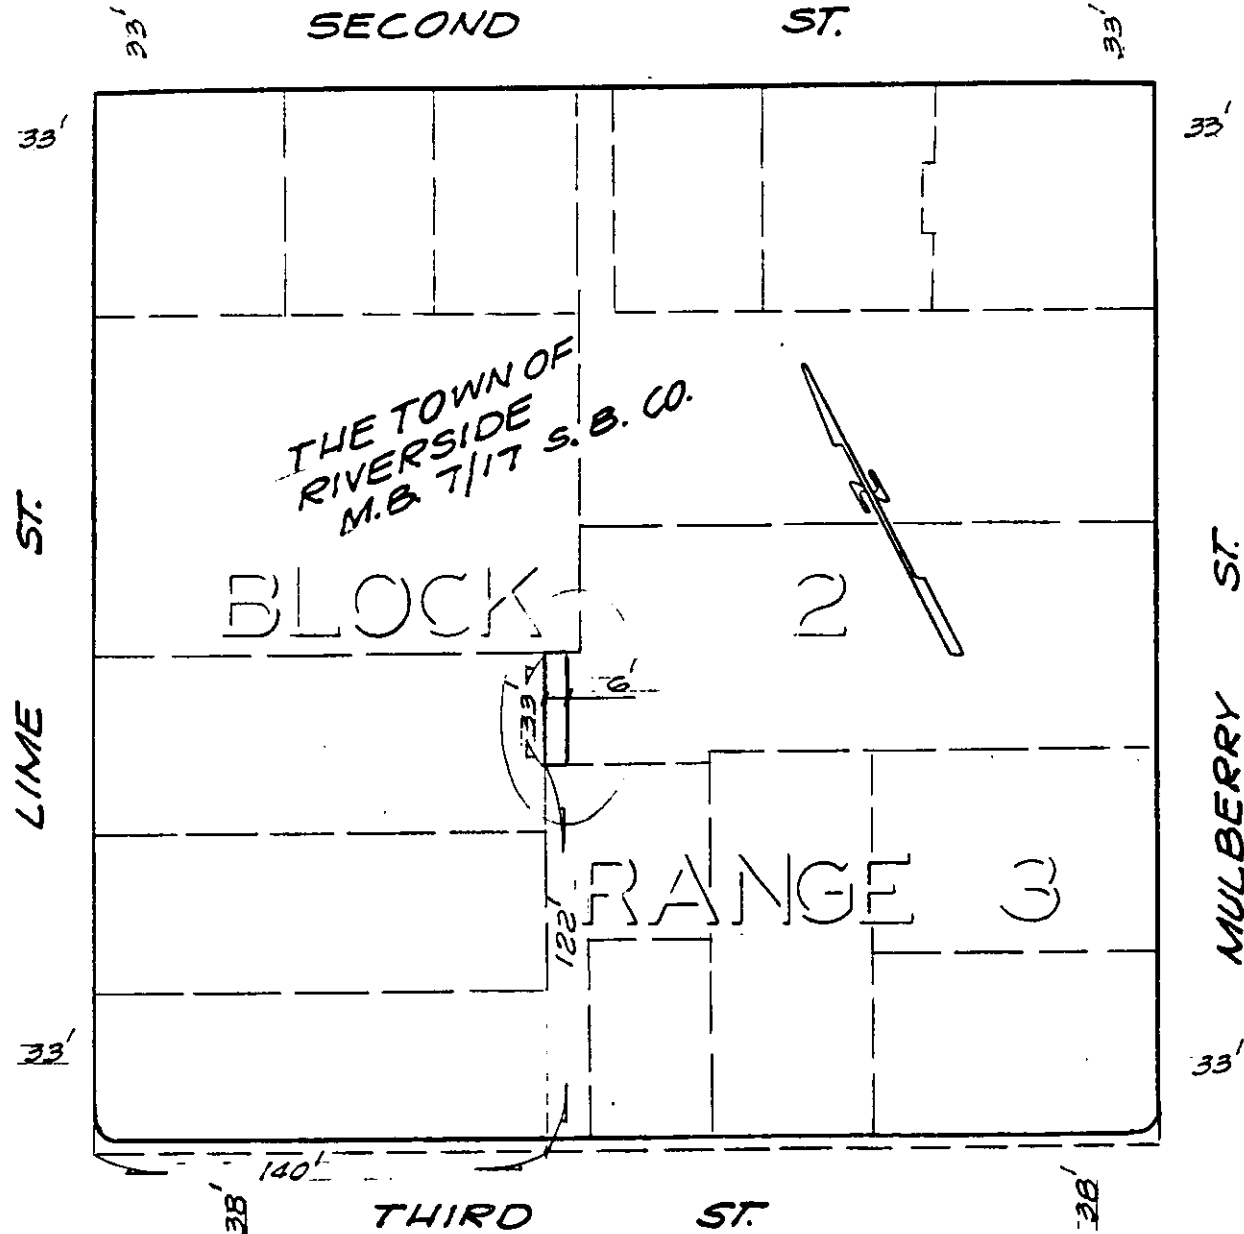 33' SECOND ST. 33'
33' 33'
THE TOWN OF
RIVERSIDE
M.B. 7/17 S.B. CO.
LIME ST.
MULBERRY ST.
BLOCK 2
6'
33'
RANGE 3
122'
33' 33'
140'
38' THIRD ST. 38'